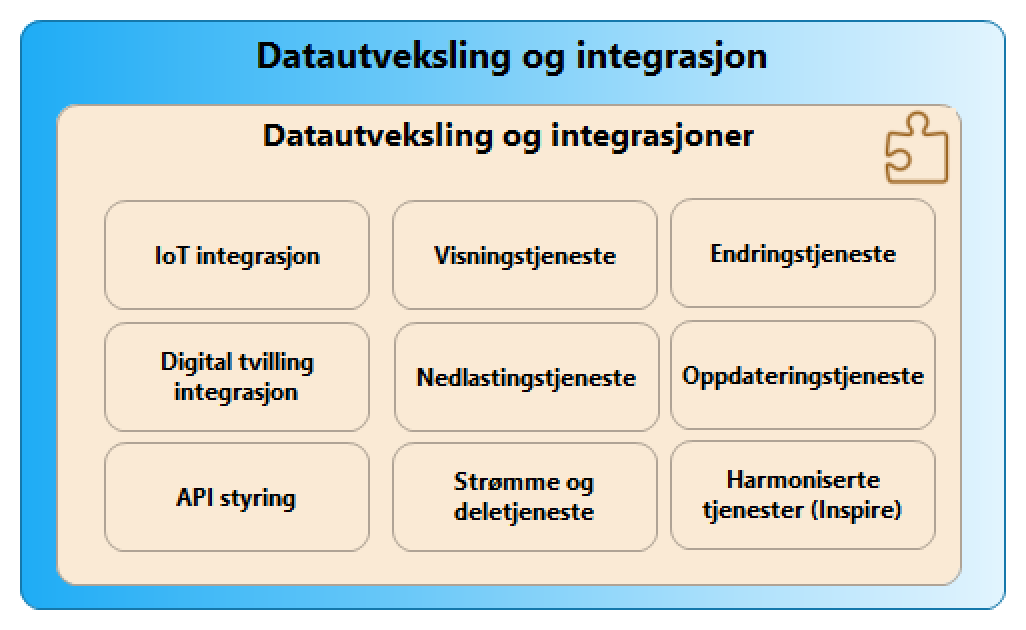 Datautveksling og integrasjon
Datautveksling og integrasjoner
IoT integrasjon
Visningstjeneste
Endringstjeneste
Digital tvilling
integrasjon
Nedlastingstjeneste
Oppdateringstjeneste
API styring
Strømme og
deletjeneste
Harmoniserte
tjenester (Inspire)